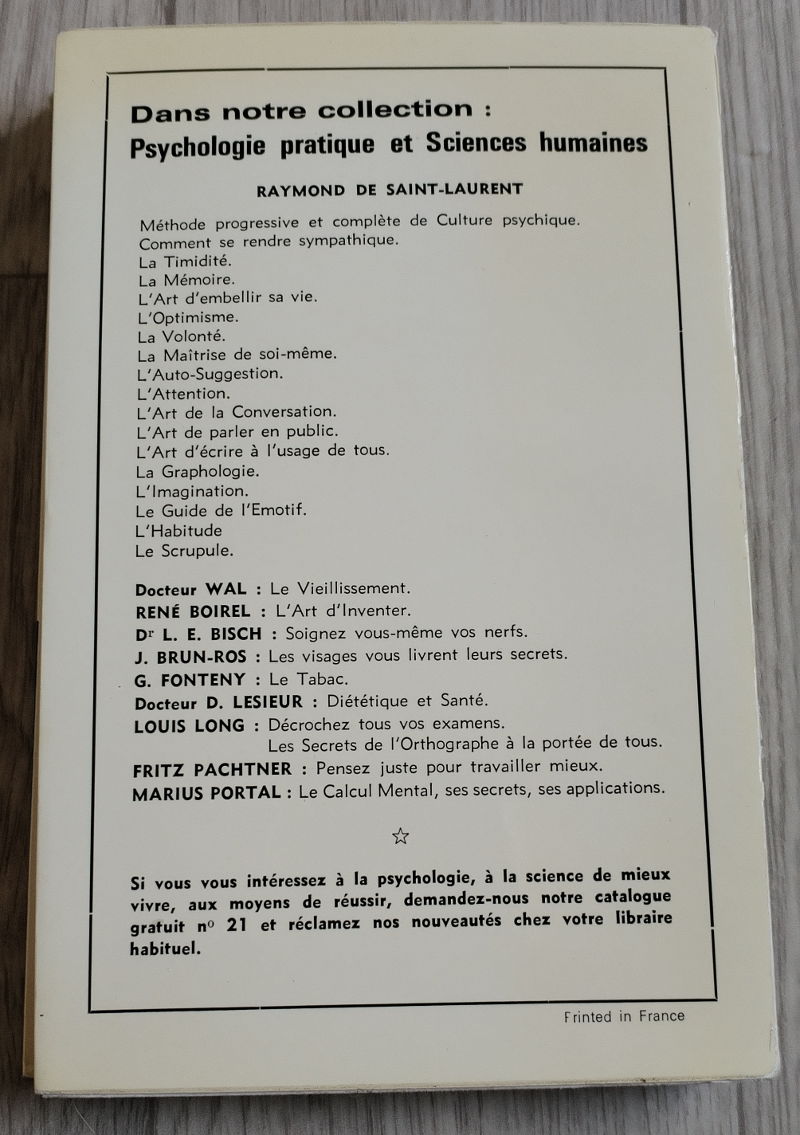 Dans notre collection :
Psychologie pratique et Sciences humaines
RAYMOND DE SAINT-LAURENT
Méthode progressive et complète de Culture psychique.
Comment se rendre sympathique.
La Timidité.
La Mémoire.
L'Art d'embellir sa vie.
L'Optimisme.
La Volonté.
La Maîtrise de soi-même.
L'Auto-Suggestion.
L'Attention.
L'Art de la Conversation.
L'Art de parler en public.
L'Art d'écrire à l'usage de tous.
La Graphologie.
L'Imagination.
Le Guide de l'Emotif.
L'Habitude
Le Scrupule.
Docteur WAL : Le Vieillissement.
RENÉ BOIREL : L'Art d'Inventer.
Dr L. E. BISCH : Soignez vous-même vos nerfs.
J. BRUN-ROS : Les visages vous livrent leurs secrets.
G. FONTENY : Le Tabac.
Docteur D. LESIEUR : Diététique et Santé.
LOUIS LONG : Décrochez tous vos examens.
Les Secrets de l'Orthographe à la portée de tous.
FRITZ PACHTNER : Pensez juste pour travailler mieux.
MARIUS PORTAL : Le Calcul Mental, ses secrets, ses applications.
☆
Si vous vous intéressez à la psychologie, à la science de mieux
vivre, aux moyens de réussir, demandez-nous notre catalogue
gratuit nº 21 et réclamez nos nouveautés chez votre libraire
habituel.
Printed in France